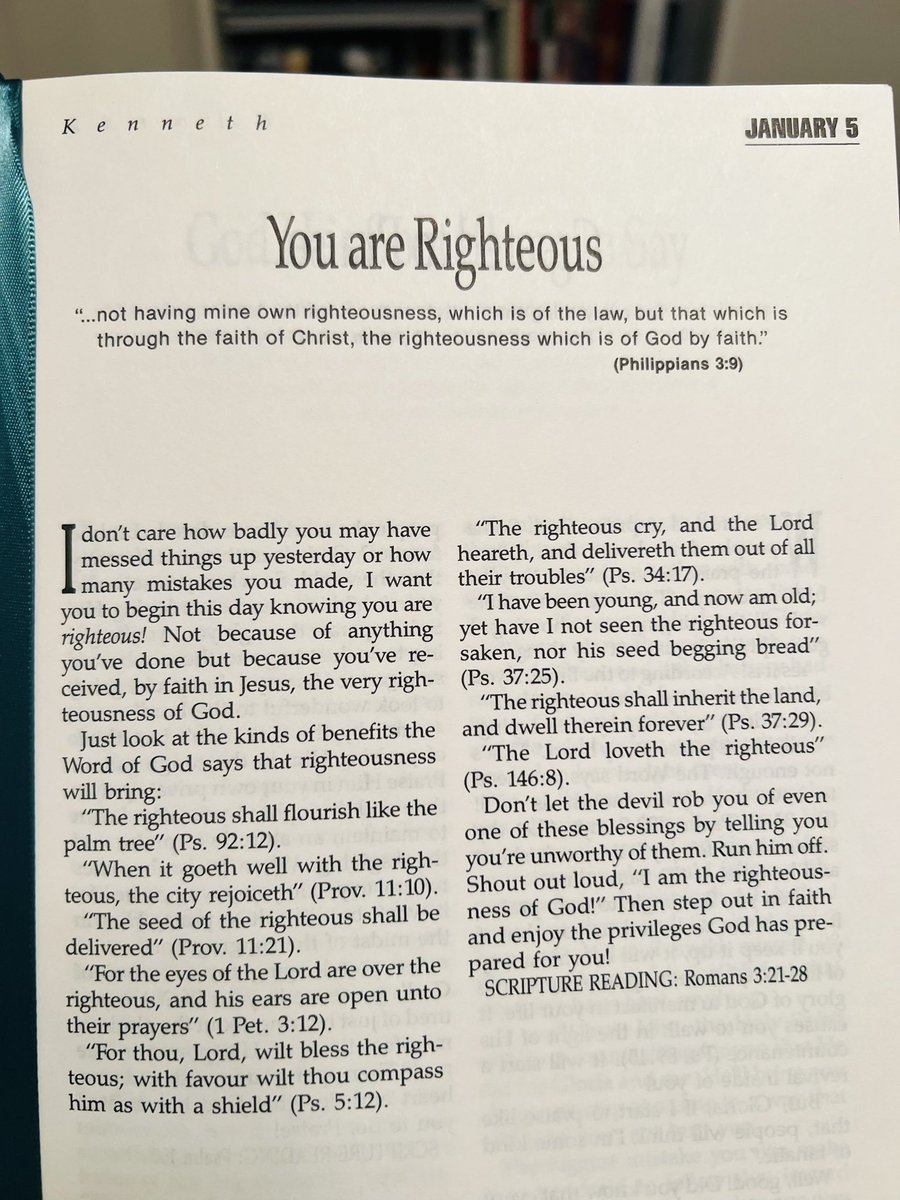 Kenneth
JANUARY 5
You are Righteous
“...not having mine own righteousness, which is of the law, but that which is
through the faith of Christ, the righteousness which is of God by faith.”
(Philippians 3:9)
I don’t care how badly you may have
messed things up yesterday or how
many mistakes you made, I want
you to begin this day knowing you are
righteous! Not because of anything
you’ve done but because you’ve re-
ceived, by faith in Jesus, the very righ-
teousness of God.
Just look at the kinds of benefits the
Word of God says that righteousness
will bring:
“The righteous shall flourish like the
palm tree” (Ps. 92:12).
“When it goeth well with the righ-
teous, the city rejoiceth” (Prov. 11:10).
“The seed of the righteous shall be
delivered” (Prov. 11:21).
“For the eyes of the Lord are over the
righteous, and his ears are open unto
their prayers” (1 Pet. 3:12).
“For thou, Lord, wilt bless the righ-
teous; with favour wilt thou compass
him as with a shield” (Ps. 5:12).
“The righteous cry, and the Lord
heareth, and delivereth them out of all
their troubles” (Ps. 34:17).
“I have been young, and now am old;
yet have I not seen the righteous for-
saken, nor his seed begging bread”
(Ps. 37:25).
“The righteous shall inherit the land,
and dwell therein forever” (Ps. 37:29).
“The Lord loveth the righteous”
(Ps. 146:8).
Don’t let the devil rob you of even
one of these blessings by telling you
you’re unworthy of them. Run him off.
Shout out loud, “I am the righteous-
ness of God!” Then step out in faith
and enjoy the privileges God has pre-
pared for you!
SCRIPTURE READING: Romans 3:21-28